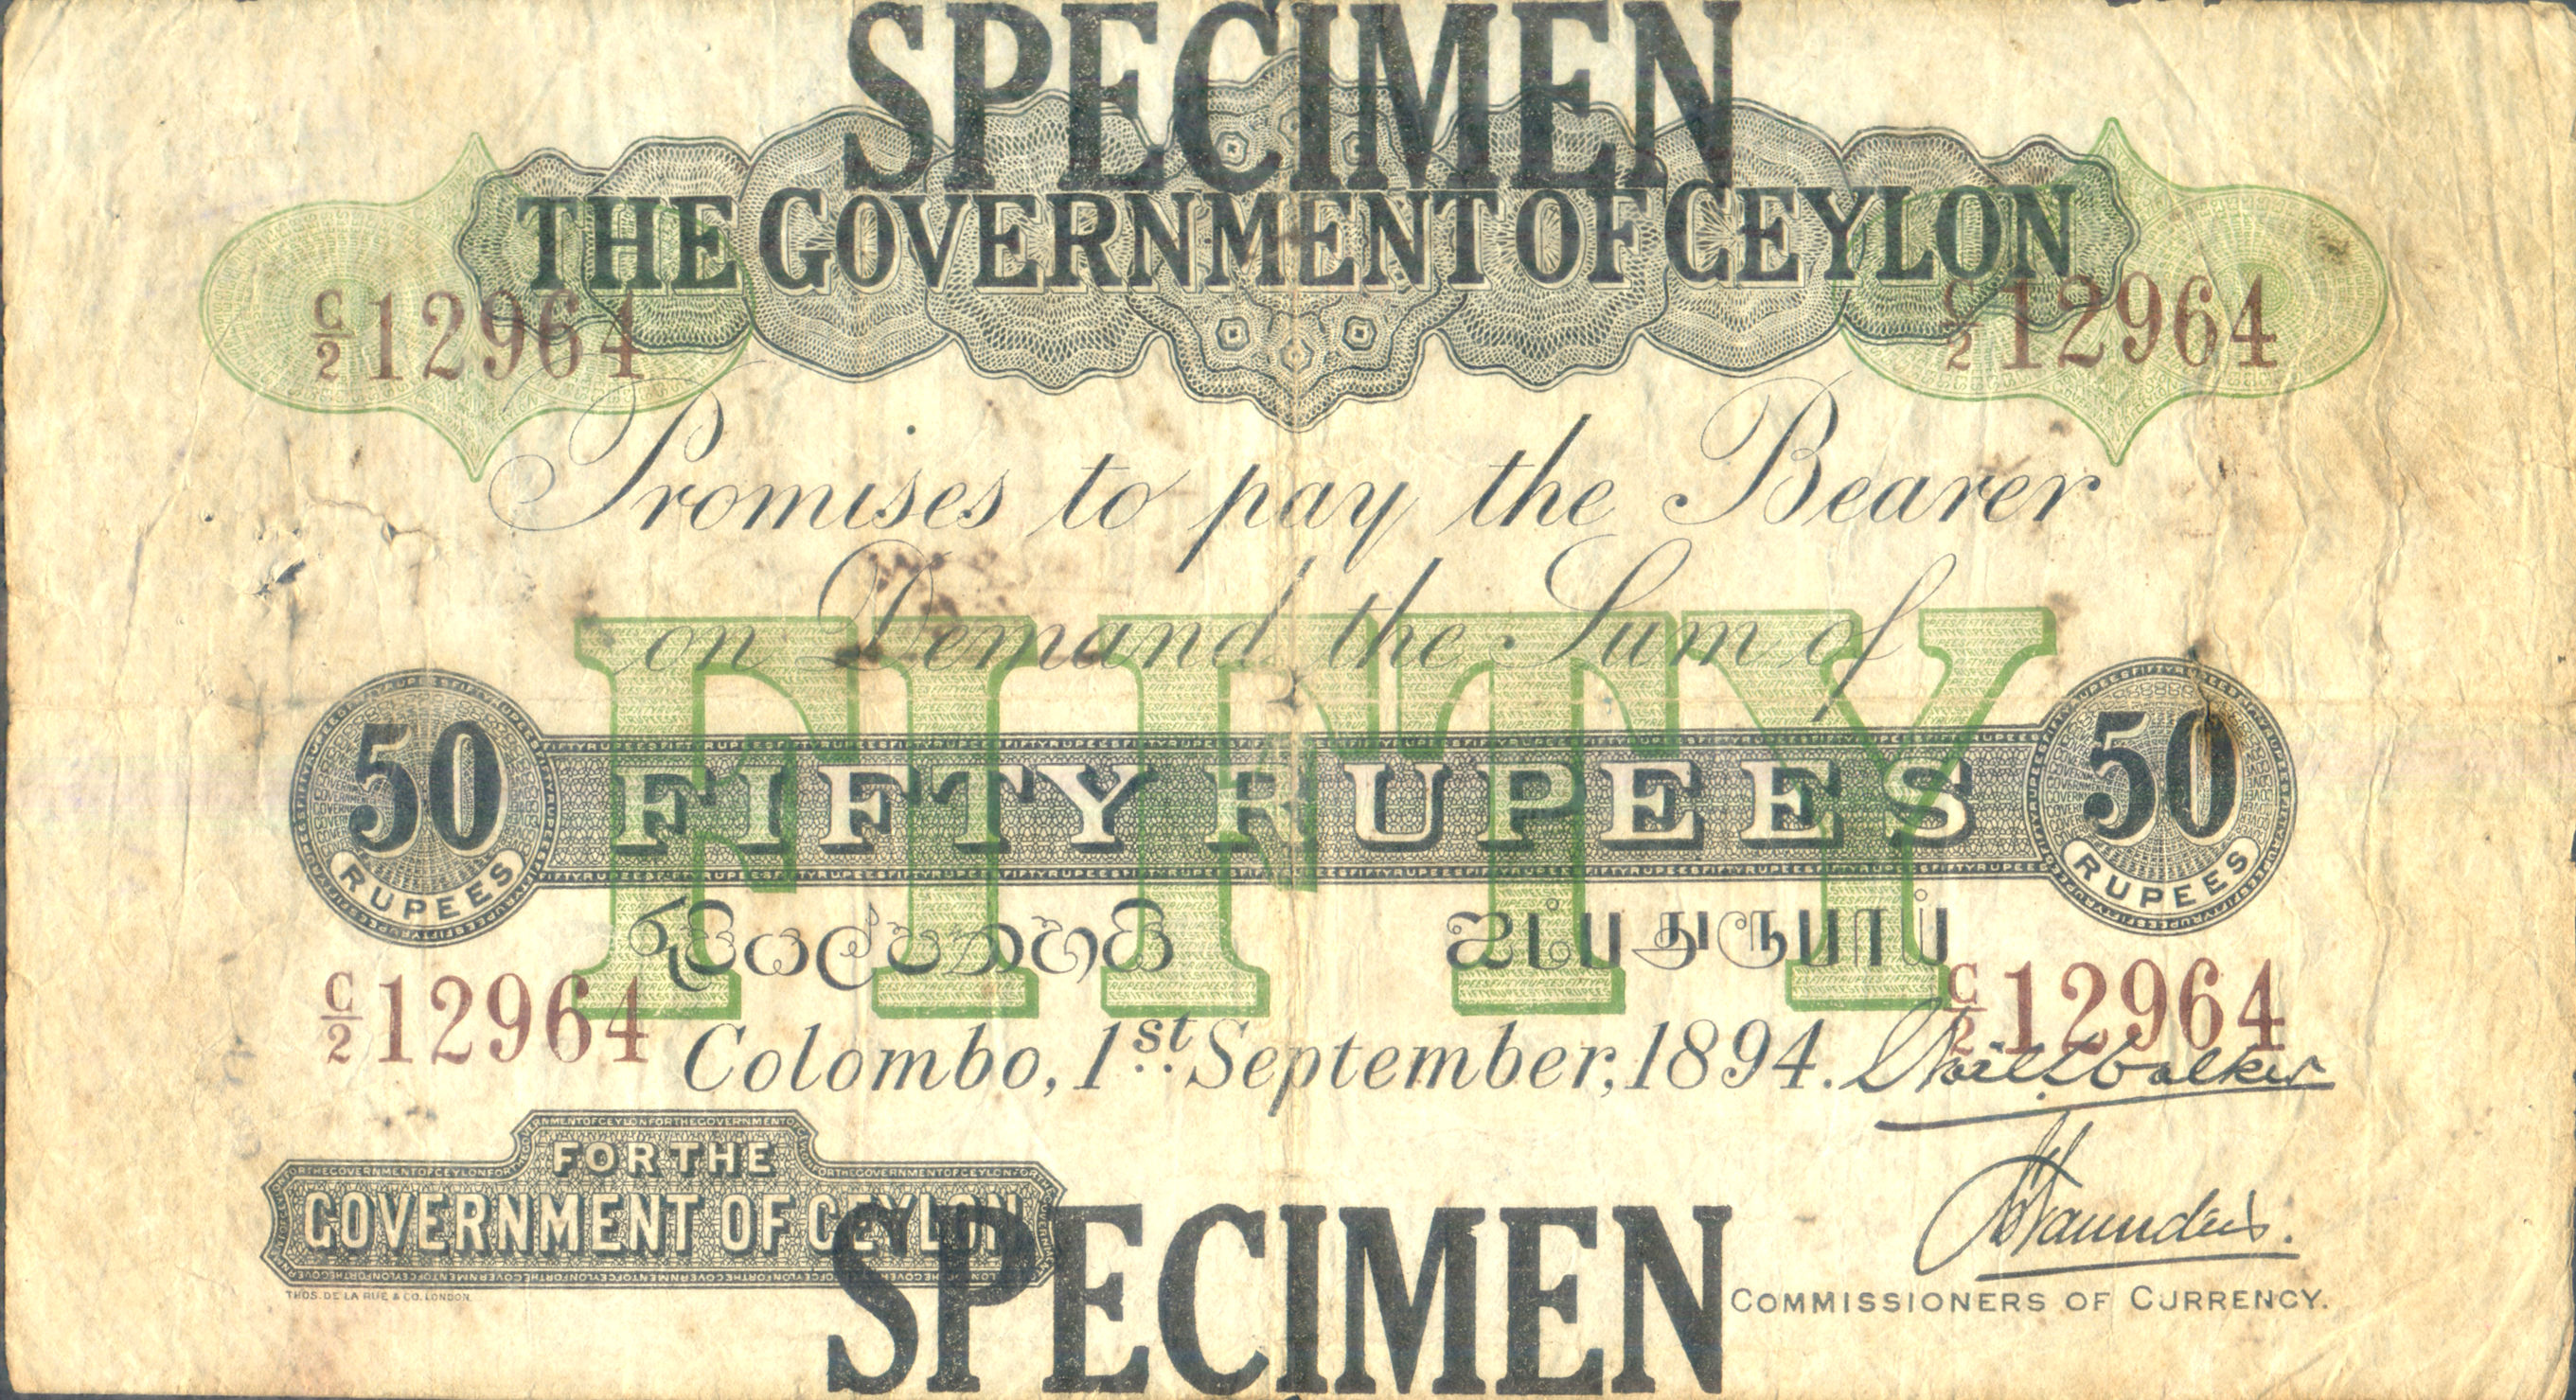 SPECIMEN
THE GOVERNMENT OF CEYLON
C/2 12964
C/2 12964
Promises to pay the Bearer
on Demand the Sum of
FIFTY
50 RUPEES
FIFTY RUPEES
50 RUPEES
රුපියල් පනහයි
ஐம்பதுரூபாய்
C/2 12964
C/2 12964
Colombo, 1st September, 1894.
FOR THE
GOVERNMENT OF CEYLON
THOS. DE LA RUE & CO. LONDON.
SPECIMEN
COMMISSIONERS OF CURRENCY.